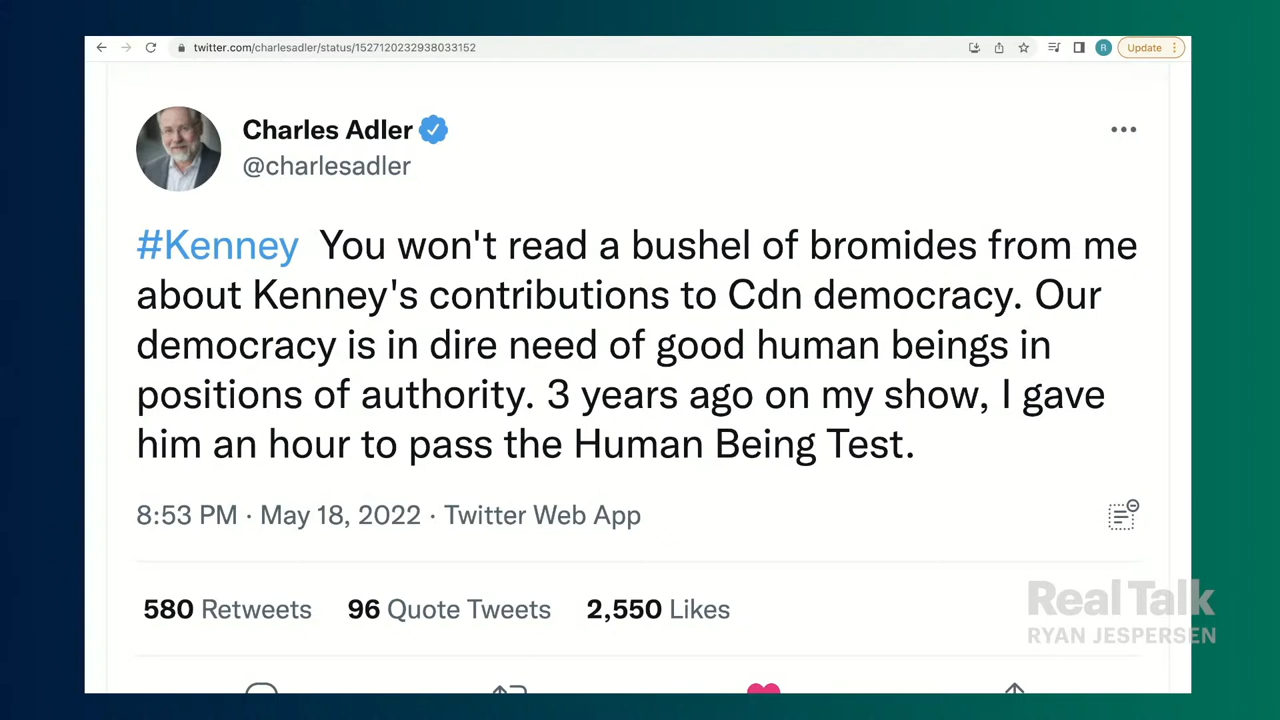 twitter.com/charlesadler/status/1527120232938033152
R
Update
Charles Adler
@charlesadler
#Kenney You won't read a bushel of bromides from me
about Kenney's contributions to Cdn democracy. Our
democracy is in dire need of good human beings in
positions of authority. 3 years ago on my show, I gave
him an hour to pass the Human Being Test.
8:53 PM · May 18, 2022 · Twitter Web App
580 Retweets 96 Quote Tweets 2,550 Likes
Real Talk
RYAN JESPERSEN